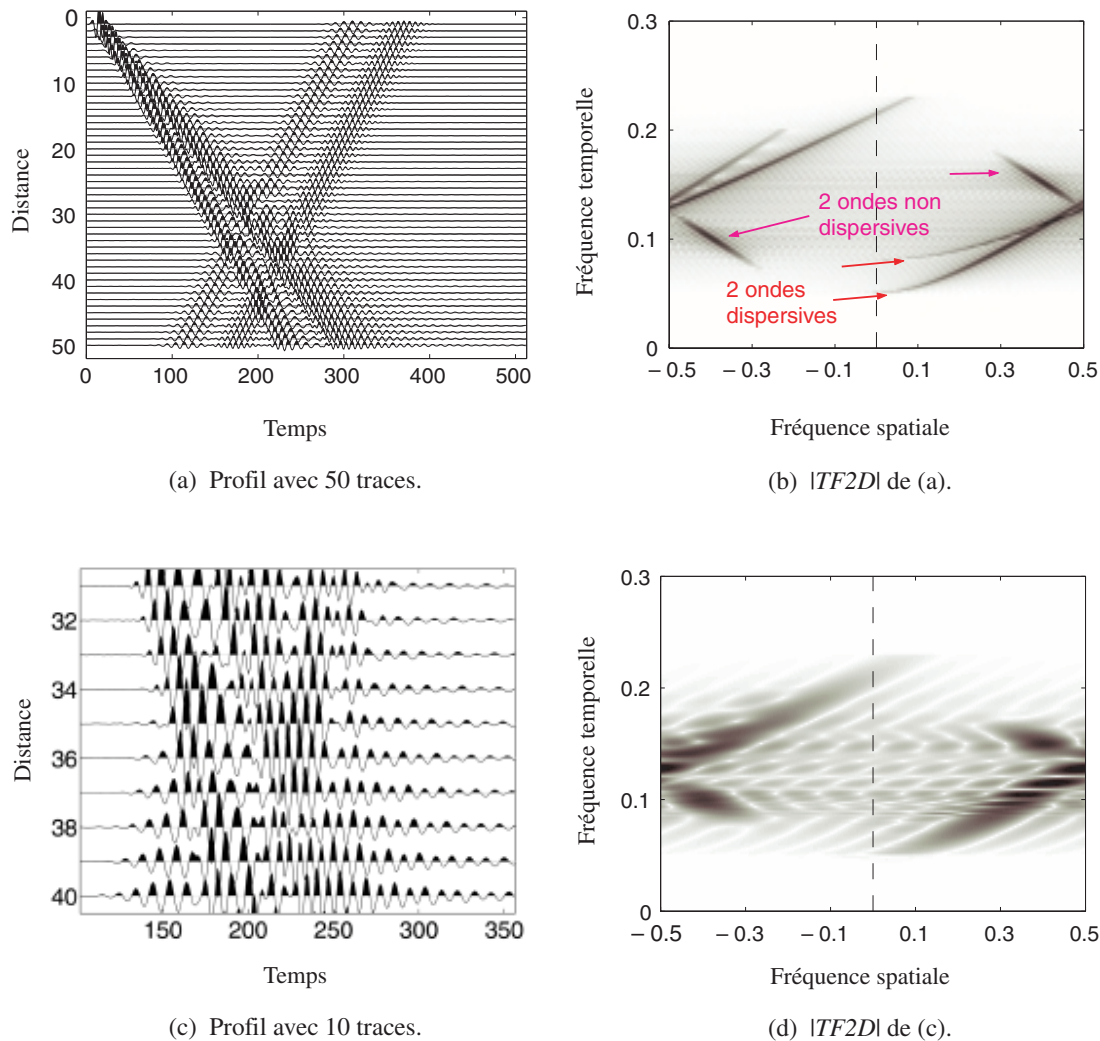 0
10
20
30
40
50
Distance
0
100
200
300
400
500
Temps
(a) Profil avec 50 traces.
0.3
0.2
0.1
0
Fréquence temporelle
2 ondes non
dispersives
2 ondes
dispersives
– 0.5
– 0.3
– 0.1
0.1
0.3
0.5
Fréquence spatiale
(b) |TF2D| de (a).
32
34
36
38
40
Distance
150
200
250
300
350
Temps
(c) Profil avec 10 traces.
0.3
0.2
0.1
0
Fréquence temporelle
– 0.5
– 0.3
– 0.1
0.1
0.3
0.5
Fréquence spatiale
(d) |TF2D| de (c).